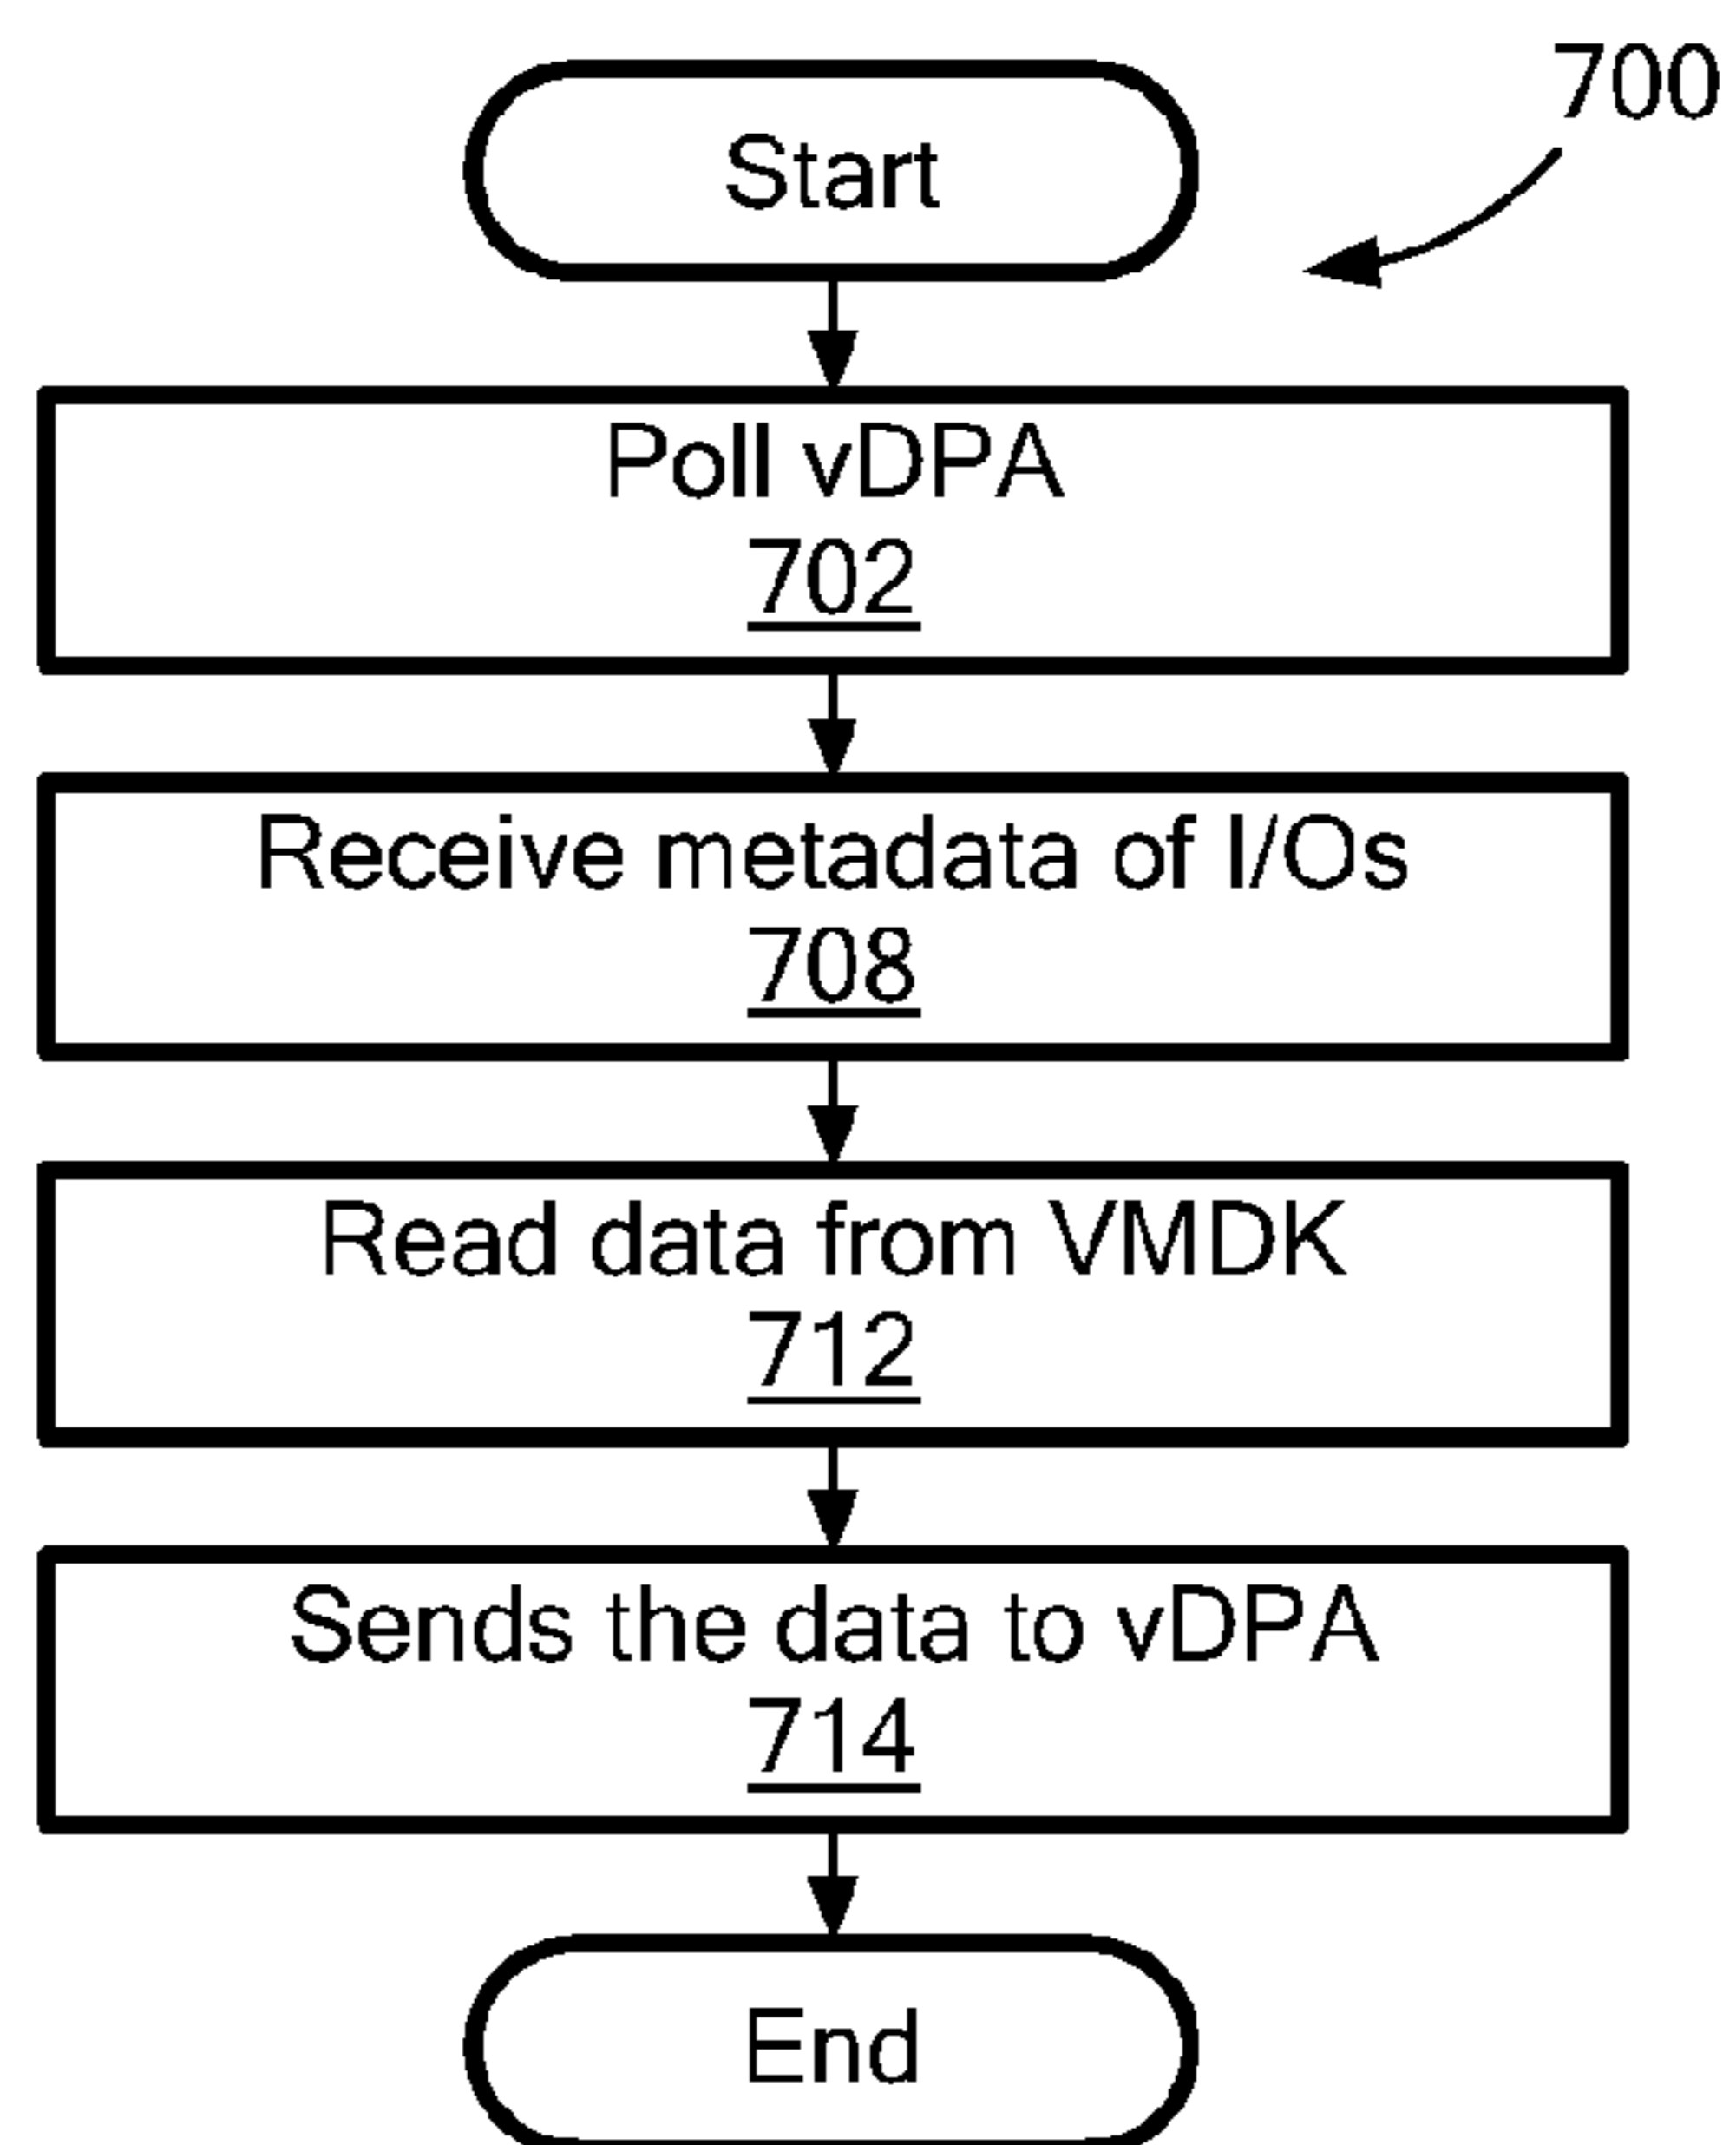 700
Start
Poll vDPA
702
Receive metadata of I/Os
708
Read data from VMDK
712
Sends the data to vDPA
714
End